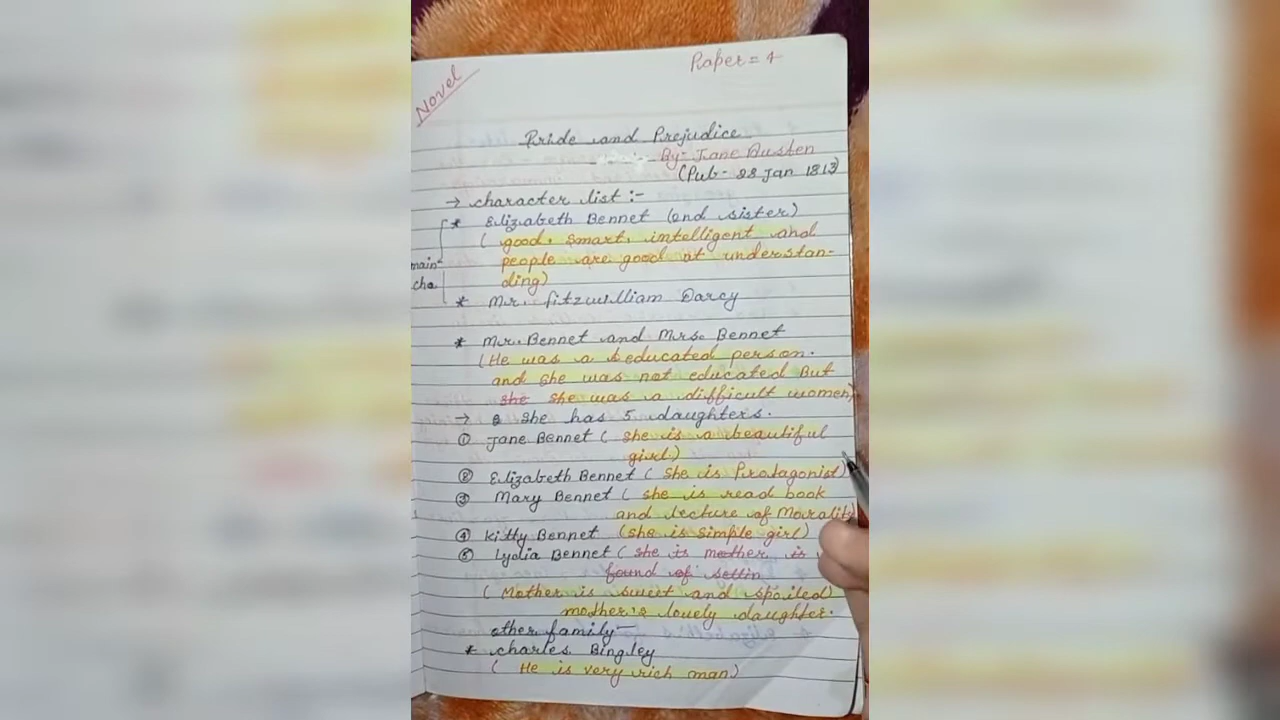 Novel
Paper = 4
Pride and Prejudice
By:- Jane Austen
(Pub- 28 Jan 1813)
→ character list :-
* Elizabeth Bennet (2nd sister)
( good, smart, intelligent and
people are good at understan-
ding)
main
cha
* Mr. fitzwilliam Darcy
* Mr. Bennet and Mrs. Bennet
(He was a educated person.
and she was not educated But
she she was a difficult women)
→ she has 5 daughters.
① Jane Bennet ( she is a beautiful
girl)
② Elizabeth Bennet ( she is Protagonist)
③ Mary Bennet ( she is read book
and lecture of Morality)
④ Kitty Bennet (she is simple girl)
⑤ Lydia Bennet ( she is mother is
found of settin
( Mother is sweet and spoiled)
mother's lovely daughter.
other family—
* charles Bingley
( He is very rich man)